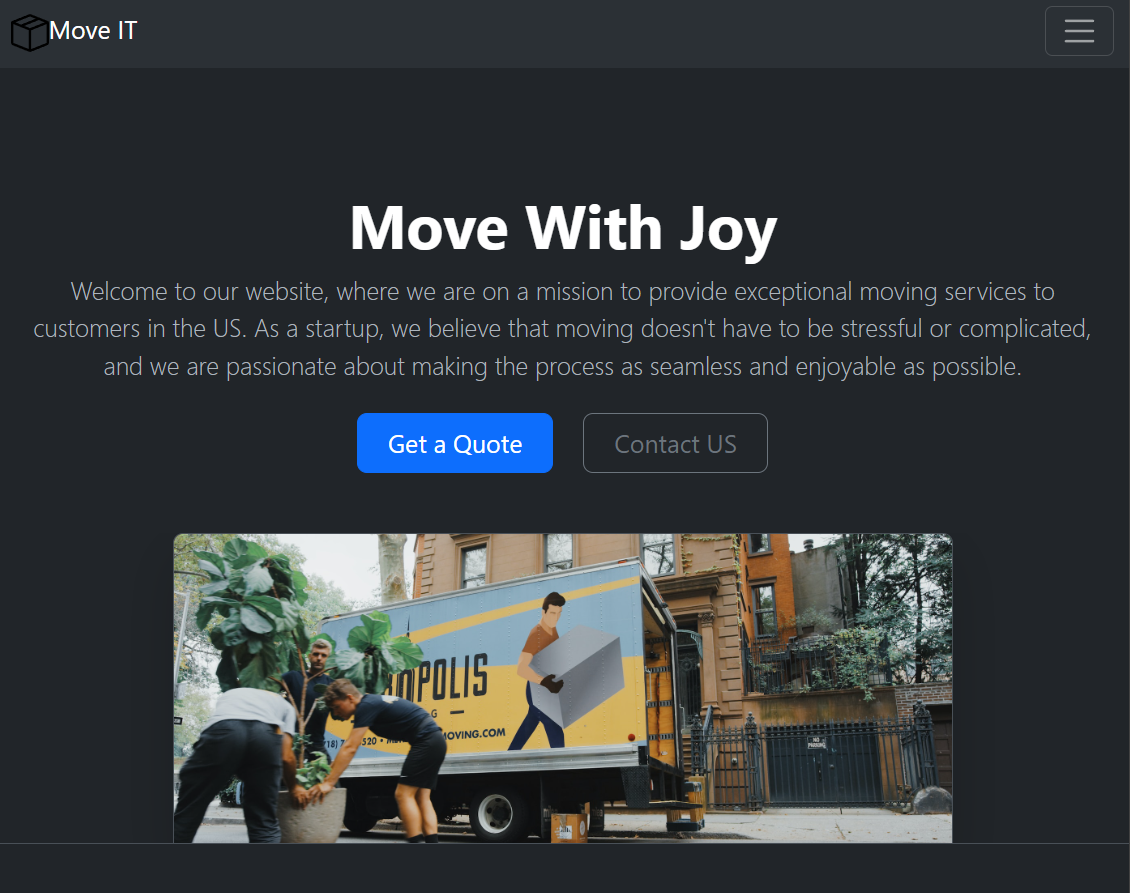 Move IT
Move With Joy
Welcome to our website, where we are on a mission to provide exceptional moving services to
customers in the US. As a startup, we believe that moving doesn't have to be stressful or complicated,
and we are passionate about making the process as seamless and enjoyable as possible.
Get a Quote
Contact US
OPOLIS
G
MOVING.COM
NO
PARKING